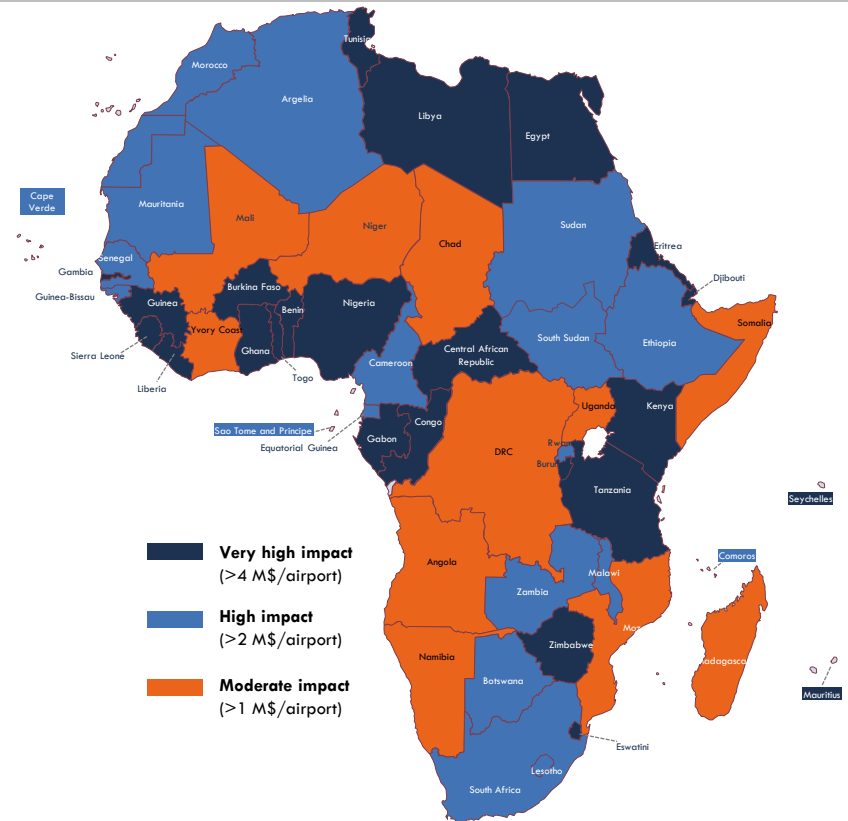 Tunisia
Morocco
Argelia
Libya
Egypt
Cape
Verde
Mauritania
Mali
Niger
Chad
Sudan
Eritrea
Senegal
Gambia
Djibouti
Guinea-Bissau
Guinea
Burkina Faso
Benin
Nigeria
Yvory Coast
Ghana
Somalia
South Sudan
Ethiopia
Sierra Leone
Liberia
Togo
Cameroon
Central African
Republic
Sao Tome and Principe
Equatorial Guinea
Gabon
Congo
Uganda
Kenya
DRC
Rwan
Buru
Tanzania
Seychelles
Very high impact
(>4 M$/airport)
Angola
Comoros
Malawi
Zambia
High impact
(>2 M$/airport)
Moz
Zimbabwe
Namibia
Madagascar
Botswana
Moderate impact
(>1 M$/airport)
Mauritius
Eswatini
Lesotho
South Africa